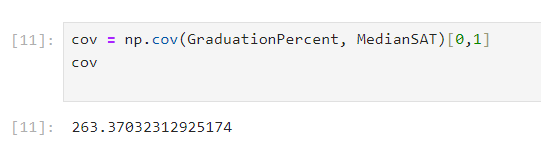 [11]: cov = np.cov(GraduationPercent, MedianSAT)[0,1]
cov
[11]: 263.37032312925174